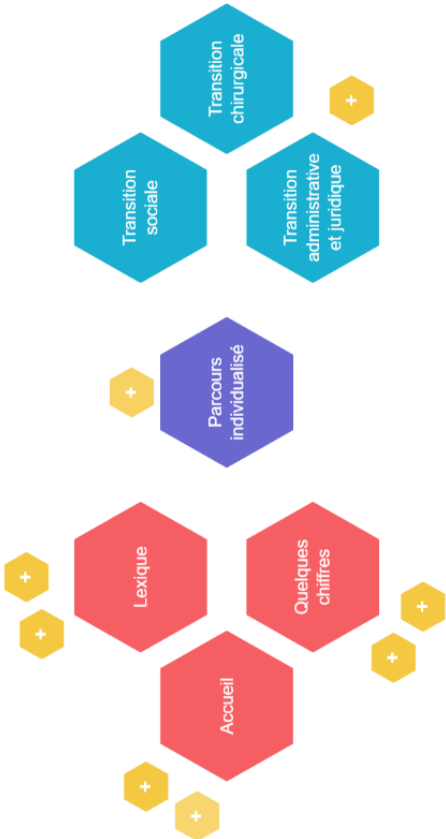 +
+
Lexique
+
+
Accueil
Quelques
chiffres
+
+
+
Parcours
individualisé
Transition
sociale
Transition
chirurgicale
Transition
administrative
et juridique
+